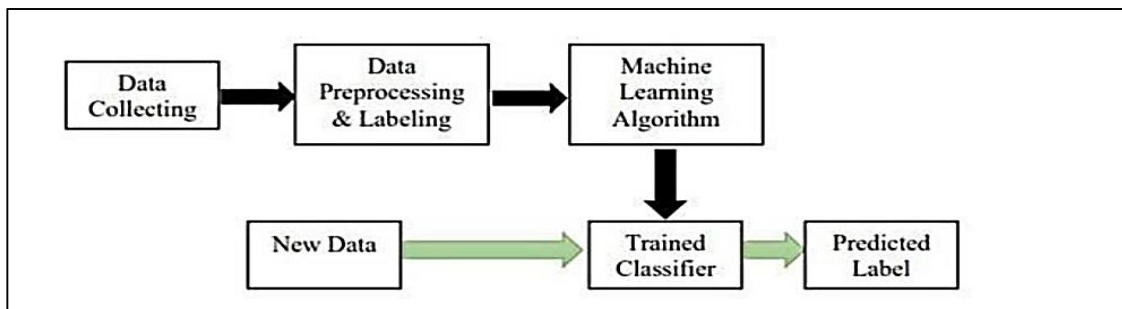 Data
Collecting
Data
Preprocessing
& Labeling
Machine
Learning
Algorithm
New Data
Trained
Classifier
Predicted
Label